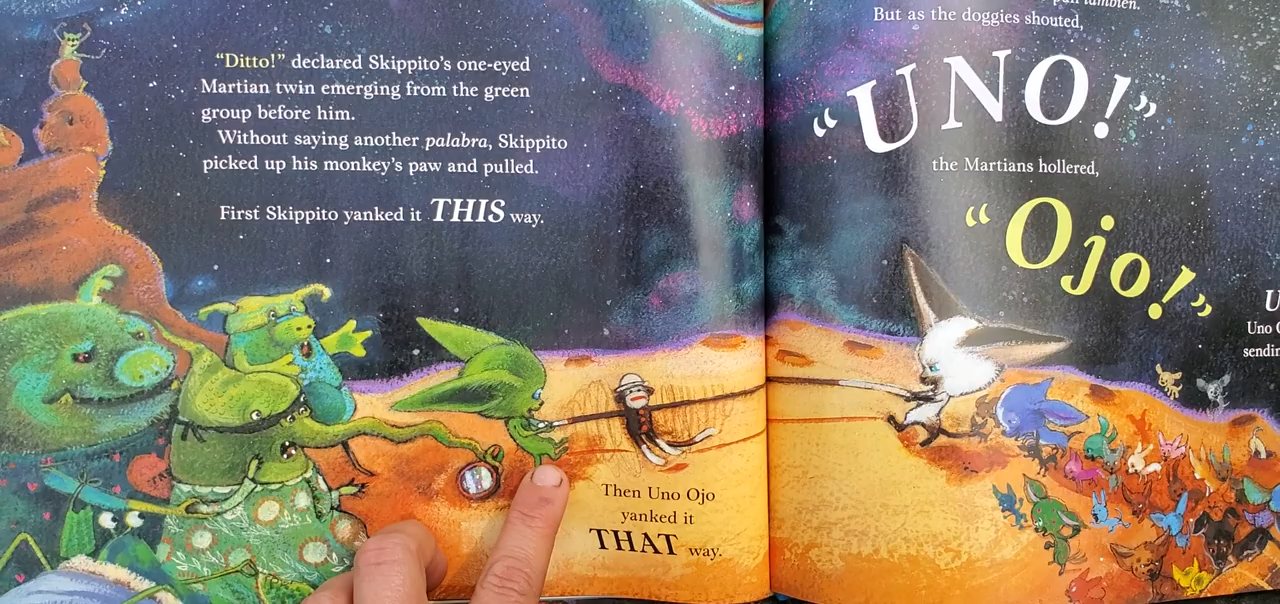 “Ditto!” declared Skippito’s one-eyed
Martian twin emerging from the green
group before him.
Without saying another palabra, Skippito
picked up his monkey’s paw and pulled.
First Skippito yanked it THIS way.
Then Uno Ojo
yanked it
THAT way.
también.
But as the doggies shouted,
“UNO!”
the Martians hollered,
“Ojo!”
Uno
sendin